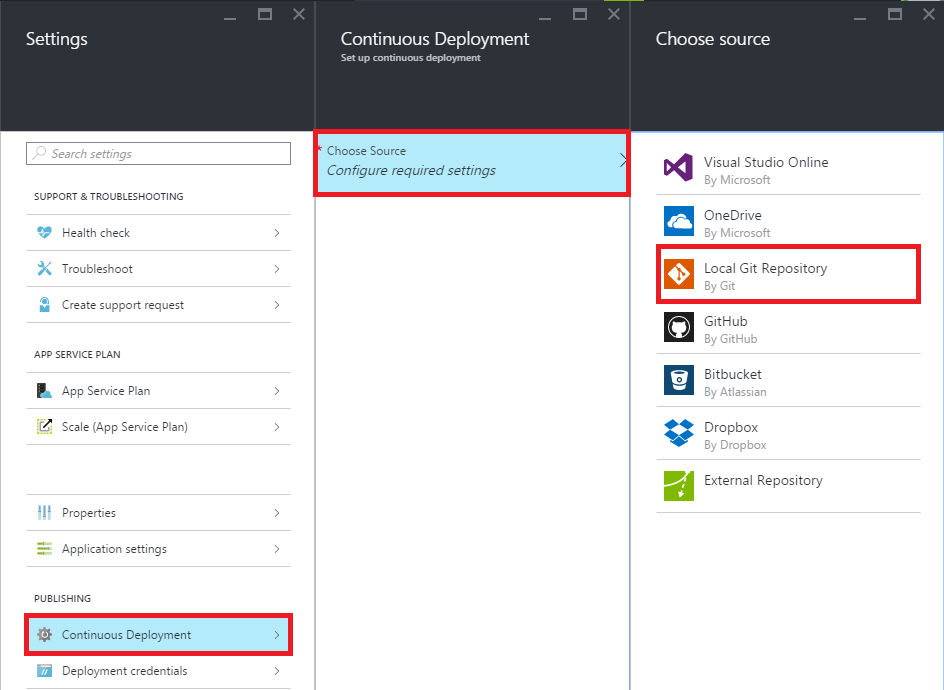 Settings
Search settings
SUPPORT & TROUBLESHOOTING
Health check
Troubleshoot
Create support request
APP SERVICE PLAN
App Service Plan
Scale (App Service Plan)
Properties
Application settings
PUBLISHING
Continuous Deployment
Deployment credentials
Continuous Deployment
Set up continuous deployment
* Choose Source
Configure required settings
Choose source
Visual Studio Online
By Microsoft
OneDrive
By Microsoft
Local Git Repository
By Git
GitHub
By GitHub
Bitbucket
By Atlassian
Dropbox
By Dropbox
External Repository